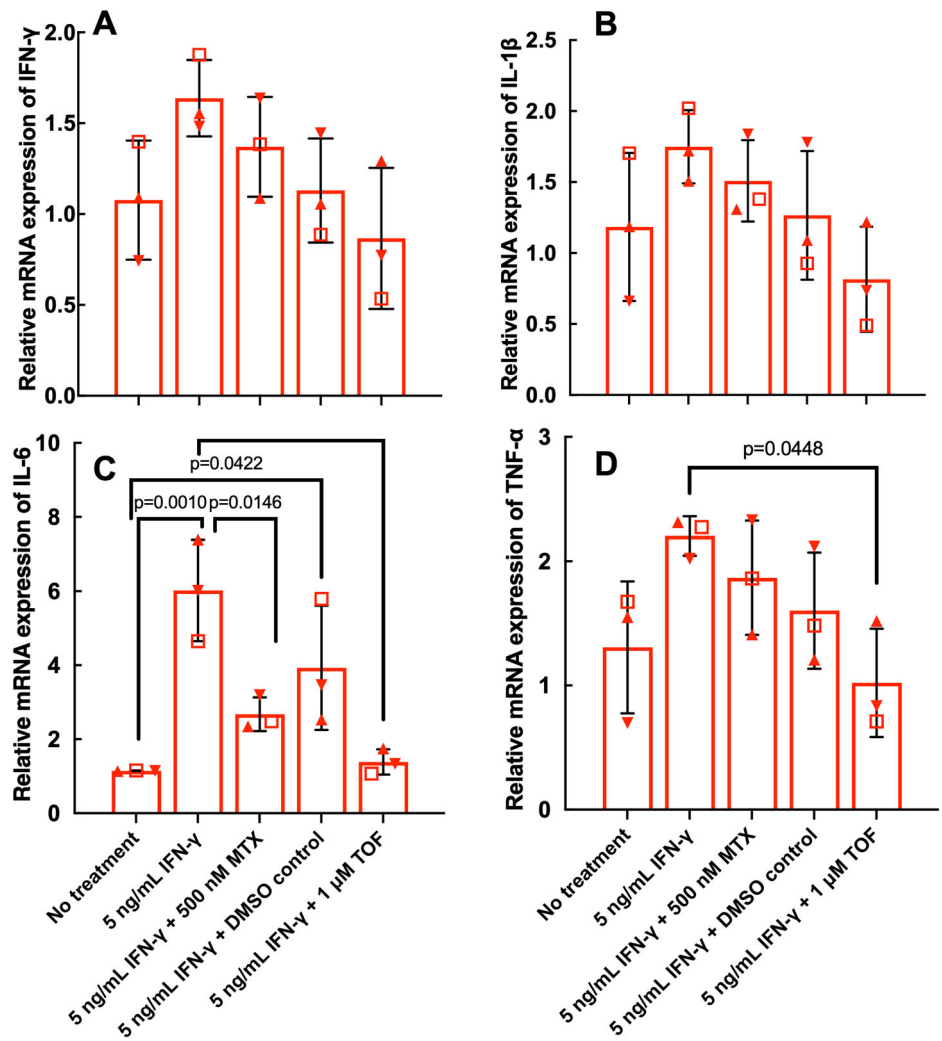 A
Relative mRNA expression of IFN-γ
2.0
1.5
1.0
0.5
0.0
B
Relative mRNA expression of IL-1β
2.5
2.0
1.5
1.0
0.5
0.0
C
Relative mRNA expression of IL-6
10
8
6
4
2
0
p=0.0422
p=0.0010
p=0.0146
No treatment
5 ng/mL IFN-γ
5 ng/mL IFN-γ + 500 nM MTX
5 ng/mL IFN-γ + DMSO control
5 ng/mL IFN-γ + 1 μM TOF
D
Relative mRNA expression of TNF-α
3
2
1
0
p=0.0448
No treatment
5 ng/mL IFN-γ
5 ng/mL IFN-γ + 500 nM MTX
5 ng/mL IFN-γ + DMSO control
5 ng/mL IFN-γ + 1 μM TOF